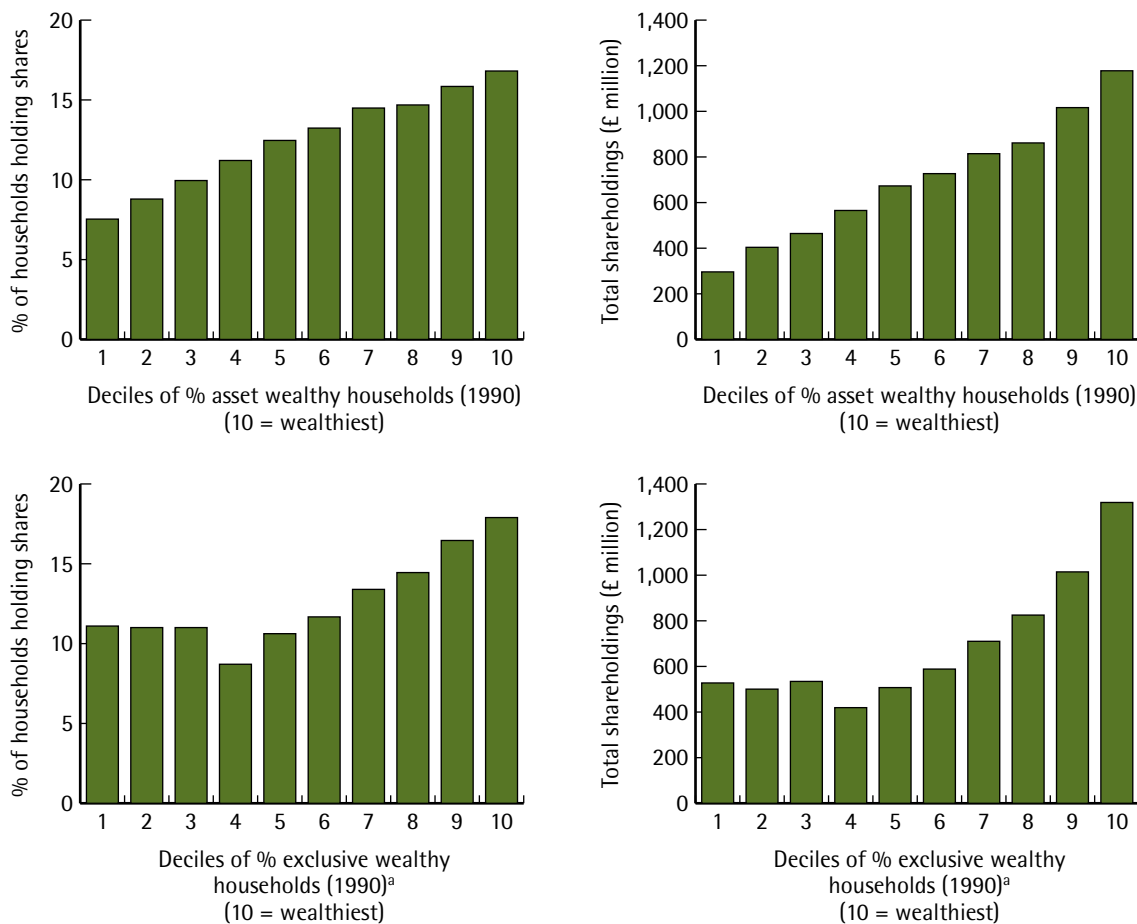 % of households holding shares
20
15
10
5
0
1 2 3 4 5 6 7 8 9 10
Deciles of % asset wealthy households (1990)
(10 = wealthiest)
Total shareholdings (£ million)
1,400
1,200
1,000
800
600
400
200
0
1 2 3 4 5 6 7 8 9 10
Deciles of % asset wealthy households (1990)
(10 = wealthiest)
% of households holding shares
20
15
10
5
0
1 2 3 4 5 6 7 8 9 10
Deciles of % exclusive wealthy
households (1990)ᵃ
(10 = wealthiest)
Total shareholdings (£ million)
1,400
1,200
1,000
800
600
400
200
0
1 2 3 4 5 6 7 8 9 10
Deciles of % exclusive wealthy
households (1990)ᵃ
(10 = wealthiest)